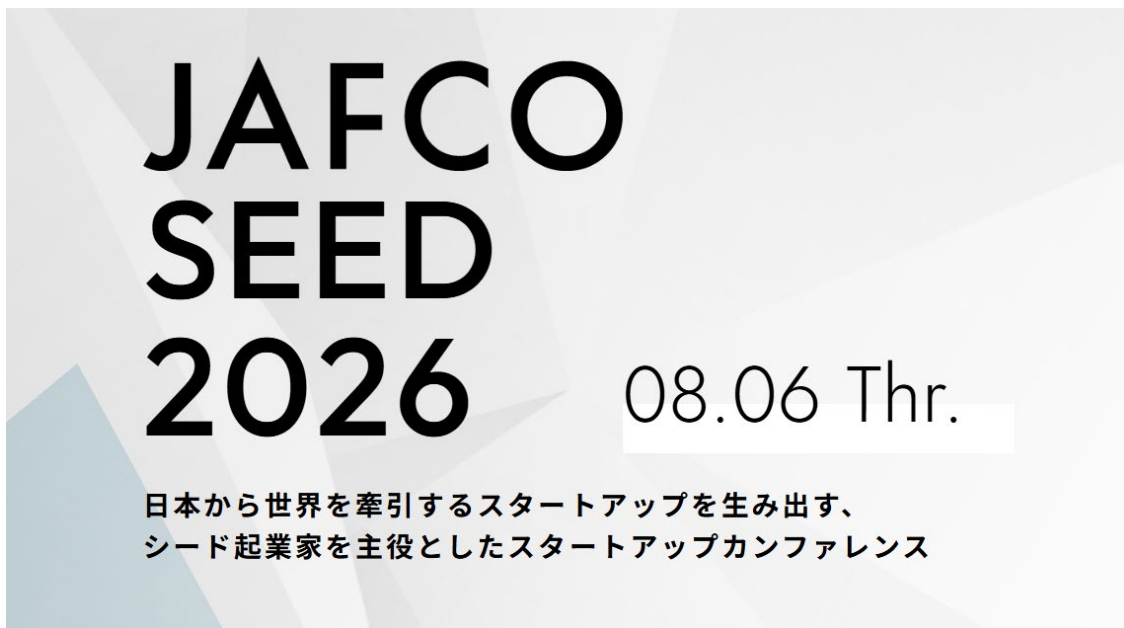 JAFCO
SEED
2026
08.06 Thr.
日本から世界を牽引するスタートアップを生み出す、
シード起業家を主役としたスタートアップカンファレンス